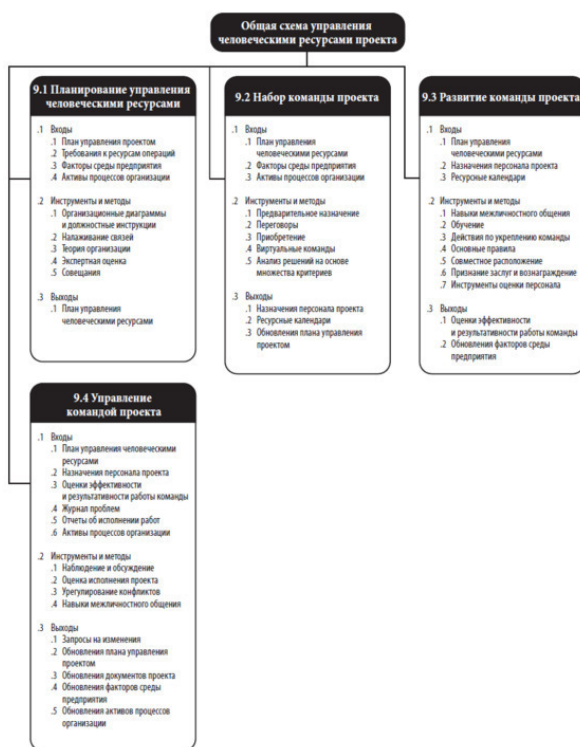 Общая схема управления
человеческими ресурсами проекта
9.1 Планирование управления
человеческими ресурсами
.1 Входы
.1 План управления проектом
.2 Требования к ресурсам операций
.3 Факторы среды предприятия
.4 Активы процессов организации
.2 Инструменты и методы
.1 Организационные диаграммы
и должностные инструкции
.2 Налаживание связей
.3 Теория организации
.4 Экспертная оценка
.5 Совещания
.3 Выходы
.1 План управления
человеческими ресурсами
9.2 Набор команды проекта
.1 Входы
.1 План управления
человеческими ресурсами
.2 Факторы среды предприятия
.3 Активы процессов организации
.2 Инструменты и методы
.1 Предварительное назначение
.2 Переговоры
.3 Приобретение
.4 Виртуальные команды
.5 Анализ решений на основе
множества критериев
.3 Выходы
.1 Назначения персонала проекта
.2 Ресурсные календари
.3 Обновления плана управления
проектом
9.3 Развитие команды проекта
.1 Входы
.1 План управления
человеческими ресурсами
.2 Назначения персонала проекта
.3 Ресурсные календари
.2 Инструменты и методы
.1 Навыки межличностного общения
.2 Обучение
.3 Действия по укреплению команды
.4 Основные правила
.5 Совместное расположение
.6 Признание заслуг и вознаграждение
.7 Инструменты оценки персонала
.3 Выходы
.1 Оценки эффективности
и результативности работы команды
.2 Обновления факторов среды
предприятия
9.4 Управление
командой проекта
.1 Входы
.1 План управления человеческими
ресурсами
.2 Назначения персонала проекта
.3 Оценки эффективности
и результативности работы команды
.4 Журнал проблем
.5 Отчеты об исполнении работ
.6 Активы процессов организации
.2 Инструменты и методы
.1 Наблюдение и обсуждение
.2 Оценка исполнения проекта
.3 Урегулирование конфликтов
.4 Навыки межличностного общения
.3 Выходы
.1 Запросы на изменения
.2 Обновления плана управления
проектом
.3 Обновления документов проекта
.4 Обновления факторов среды
предприятия
.5 Обновления активов процессов
организации